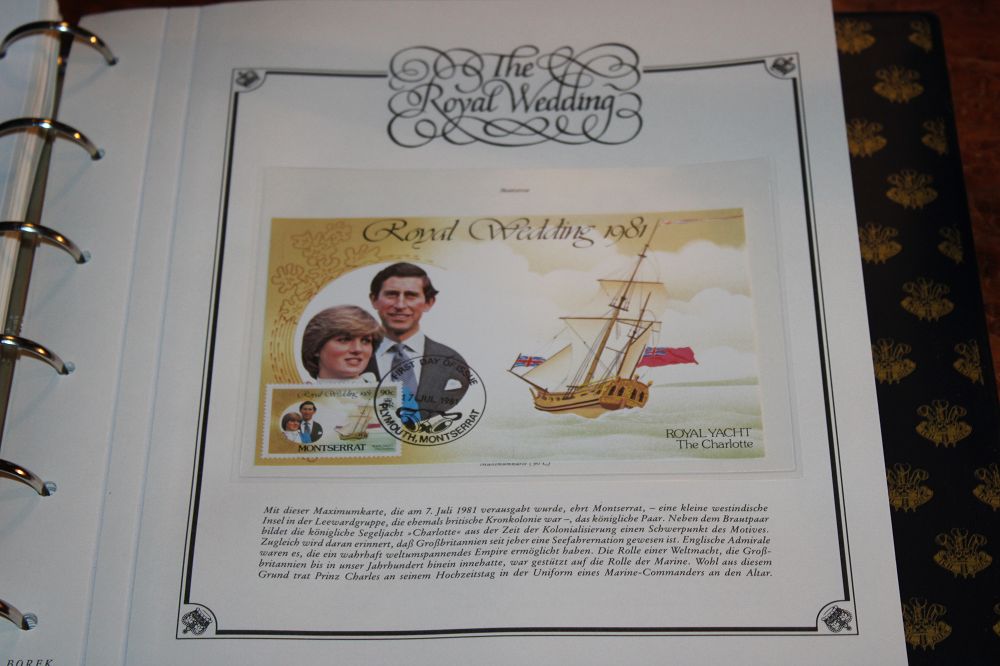 The
Royal Wedding
Montserrat
Royal Wedding 1981
FIRST DAY OF ISSUE
JUL 1981
PLYMOUTH, MONTSERRAT
Royal Wedding 1981 90c
MONTSERRAT
ROYAL YACHT
The Charlotte
Mit dieser Maximumkarte, die am 7. Juli 1981 verausgabt wurde, ehrt Montserrat, – eine kleine westindische
Insel in der Leewardgruppe, die ehemals britische Kronkolonie war –, das königliche Paar. Neben dem Brautpaar
bildet die königliche Segeljacht »Charlotte« aus der Zeit der Kolonialisierung einen Schwerpunkt des Motives.
Zugleich wird daran erinnert, daß Großbritannien seit jeher eine Seefahrernation gewesen ist. Englische Admirale
waren es, die ein wahrhaft weltumspannendes Empire ermöglicht haben. Die Rolle einer Weltmacht, die Groß-
britannien bis in unser Jahrhundert hinein innehatte, war gestützt auf die Rolle der Marine. Wohl aus diesem
Grund trat Prinz Charles an seinem Hochzeitstag in der Uniform eines Marine-Commanders an den Altar.
BOREK